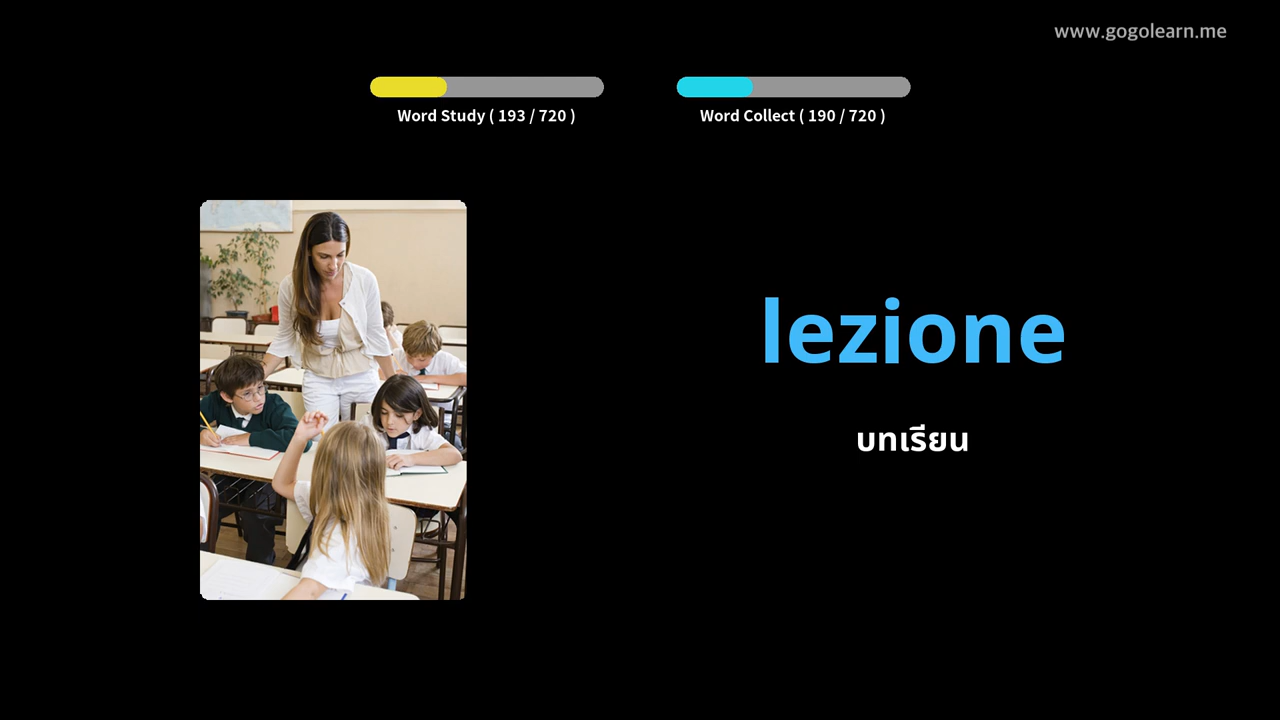 www.gogolearn.me
Word Study ( 193 / 720 )
Word Collect ( 190 / 720 )
lezione
บทเรียน